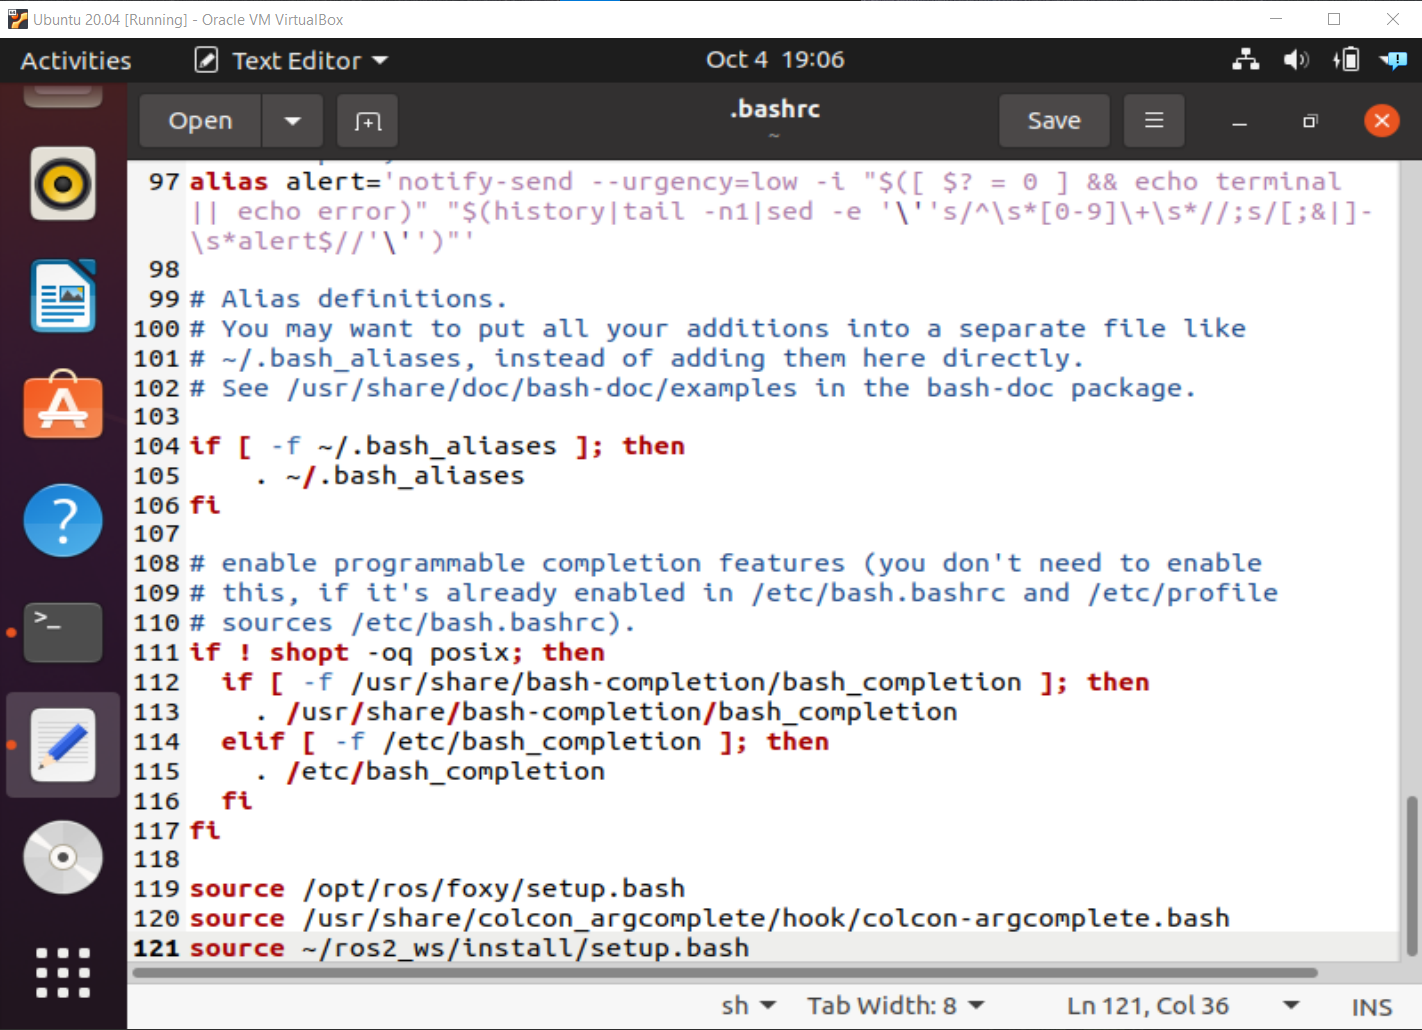 Ubuntu 20.04 [Running] - Oracle VM VirtualBox
Activities Text Editor Oct 4 19:06
Open .bashrc Save
~
97 alias alert='notify-send --urgency=low -i "$([ $? = 0 ] && echo terminal
|| echo error)" "$(history|tail -n1|sed -e '\''s/^\s*[0-9]\+\s*//;s/[;&|]-
\s*alert$//'\'')"'
98
99 # Alias definitions.
100 # You may want to put all your additions into a separate file like
101 # ~/.bash_aliases, instead of adding them here directly.
102 # See /usr/share/doc/bash-doc/examples in the bash-doc package.
103
104 if [ -f ~/.bash_aliases ]; then
105     . ~/.bash_aliases
106 fi
107
108 # enable programmable completion features (you don't need to enable
109 # this, if it's already enabled in /etc/bash.bashrc and /etc/profile
110 # sources /etc/bash.bashrc).
111 if ! shopt -oq posix; then
112   if [ -f /usr/share/bash-completion/bash_completion ]; then
113     . /usr/share/bash-completion/bash_completion
114   elif [ -f /etc/bash_completion ]; then
115     . /etc/bash_completion
116   fi
117 fi
118
119 source /opt/ros/foxy/setup.bash
120 source /usr/share/colcon_argcomplete/hook/colcon-argcomplete.bash
121 source ~/ros2_ws/install/setup.bash
sh Tab Width: 8 Ln 121, Col 36 INS